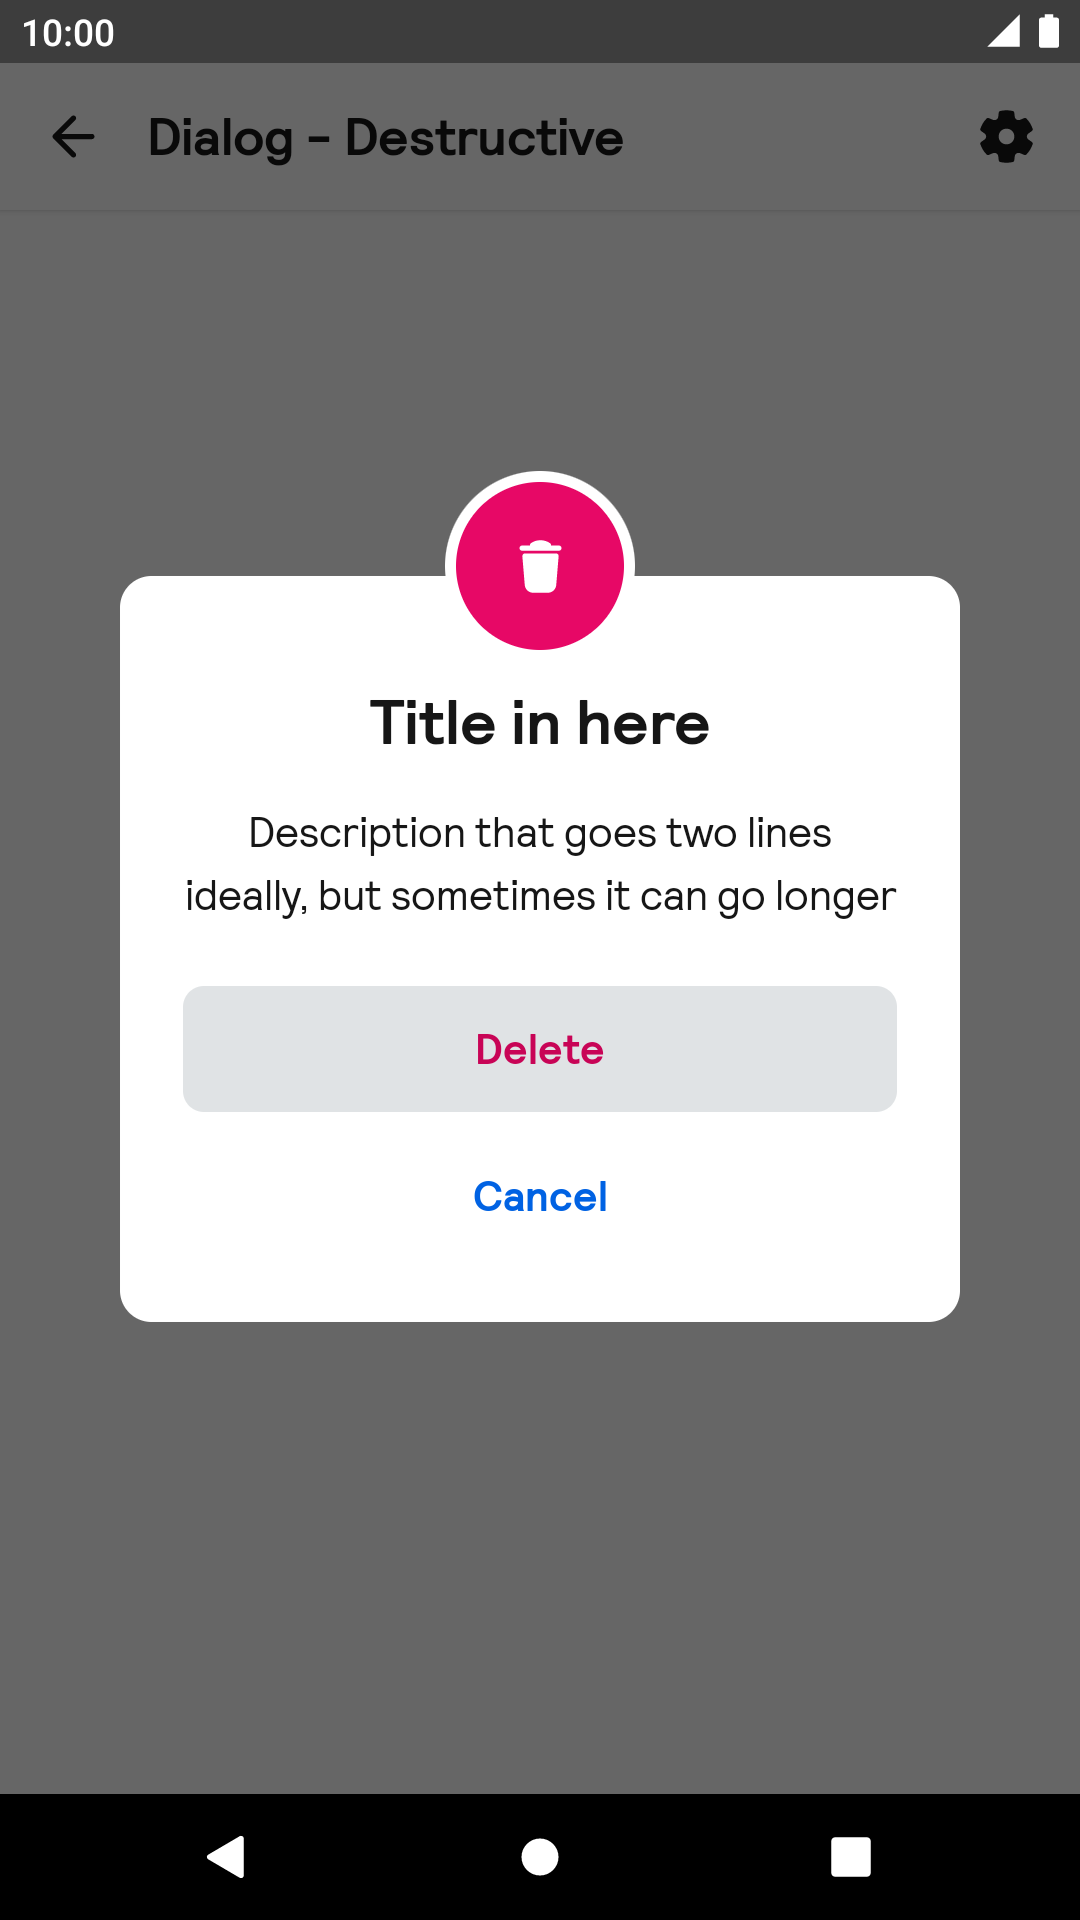 10:00
Dialog - Destructive
Title in here
Description that goes two lines
ideally, but sometimes it can go longer
Delete
Cancel